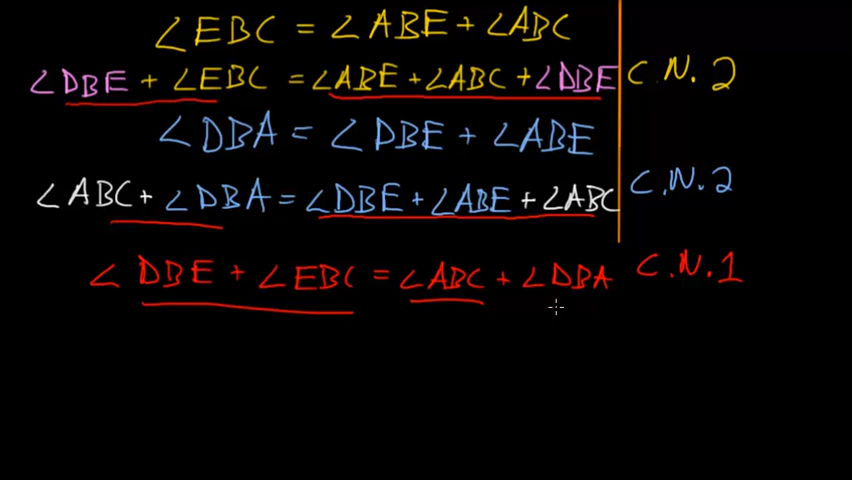 ∠EBC = ∠ABE + ∠ABC
∠DBE + ∠EBC = ∠ABE + ∠ABC + ∠DBE C.N.2
∠DBA = ∠DBE + ∠ABE
∠ABC + ∠DBA = ∠DBE + ∠ABE + ∠ABC C.N.2
∠DBE + ∠EBC = ∠ABC + ∠DBA C.N.1